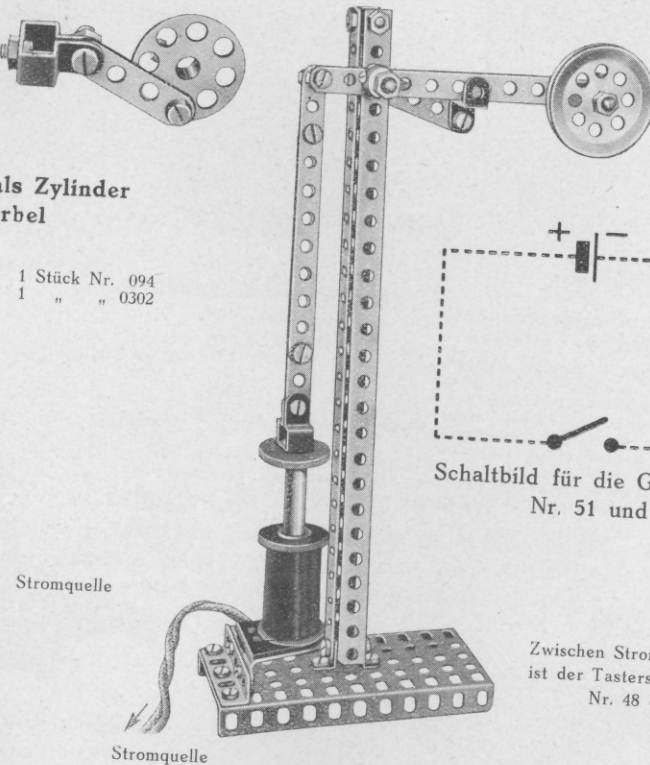 als Zylinder
rbel
1 Stück Nr. 094
1 „ „ 0302
+ −
Schaltbild für die G
Nr. 51 und
Stromquelle
Zwischen Stro
ist der Tasters
Nr. 48
Stromquelle